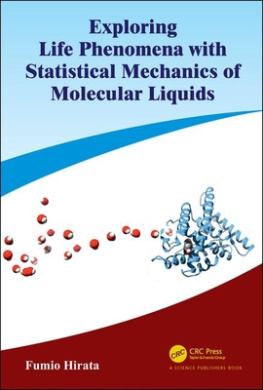 Exploring
Life Phenomena with
Statistical Mechanics of
Molecular Liquids
Fumio Hirata
CRC
CRC Press
Taylor & Francis Group
A SCIENCE PUBLISHERS BOOK